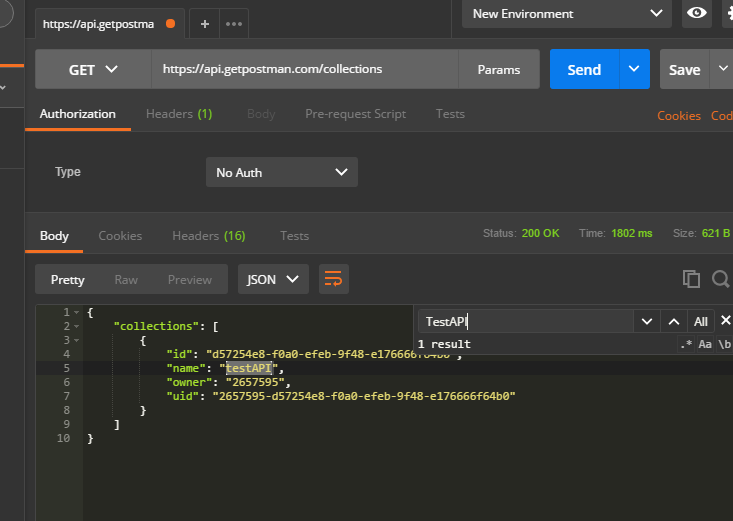 https://api.getpostma
+
•••
New Environment
GET
https://api.getpostman.com/collections
Params
Send
Save
Authorization
Headers (1)
Body
Pre-request Script
Tests
Cookies
Cod
Type
No Auth
Body
Cookies
Headers (16)
Tests
Status: 200 OK
Time: 1802 ms
Size: 621 B
Pretty
Raw
Preview
JSON
TestAPI
All
1 result
.* Aa \b
1 {
2 "collections": [
3 {
4 "id": "d57254e8-f0a0-efeb-9f48-e176666f64b0",
5 "name": "testAPI",
6 "owner": "2657595",
7 "uid": "2657595-d57254e8-f0a0-efeb-9f48-e176666f64b0"
8 }
9 ]
10 }